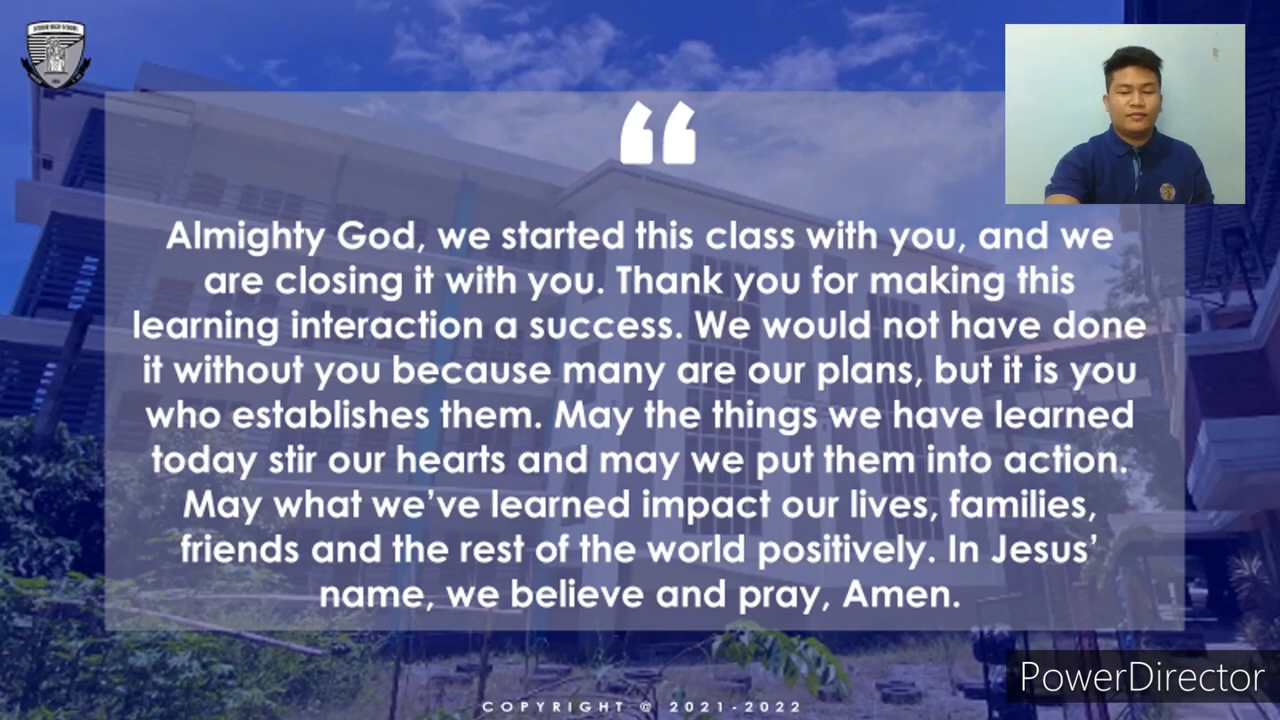 Almighty God, we started this class with you, and we
are closing it with you. Thank you for making this
learning interaction a success. We would not have done
it without you because many are our plans, but it is you
who establishes them. May the things we have learned
today stir our hearts and may we put them into action.
May what we’ve learned impact our lives, families,
friends and the rest of the world positively. In Jesus’
name, we believe and pray, Amen.
PowerDirector
COPYRIGHT © 2021-2022